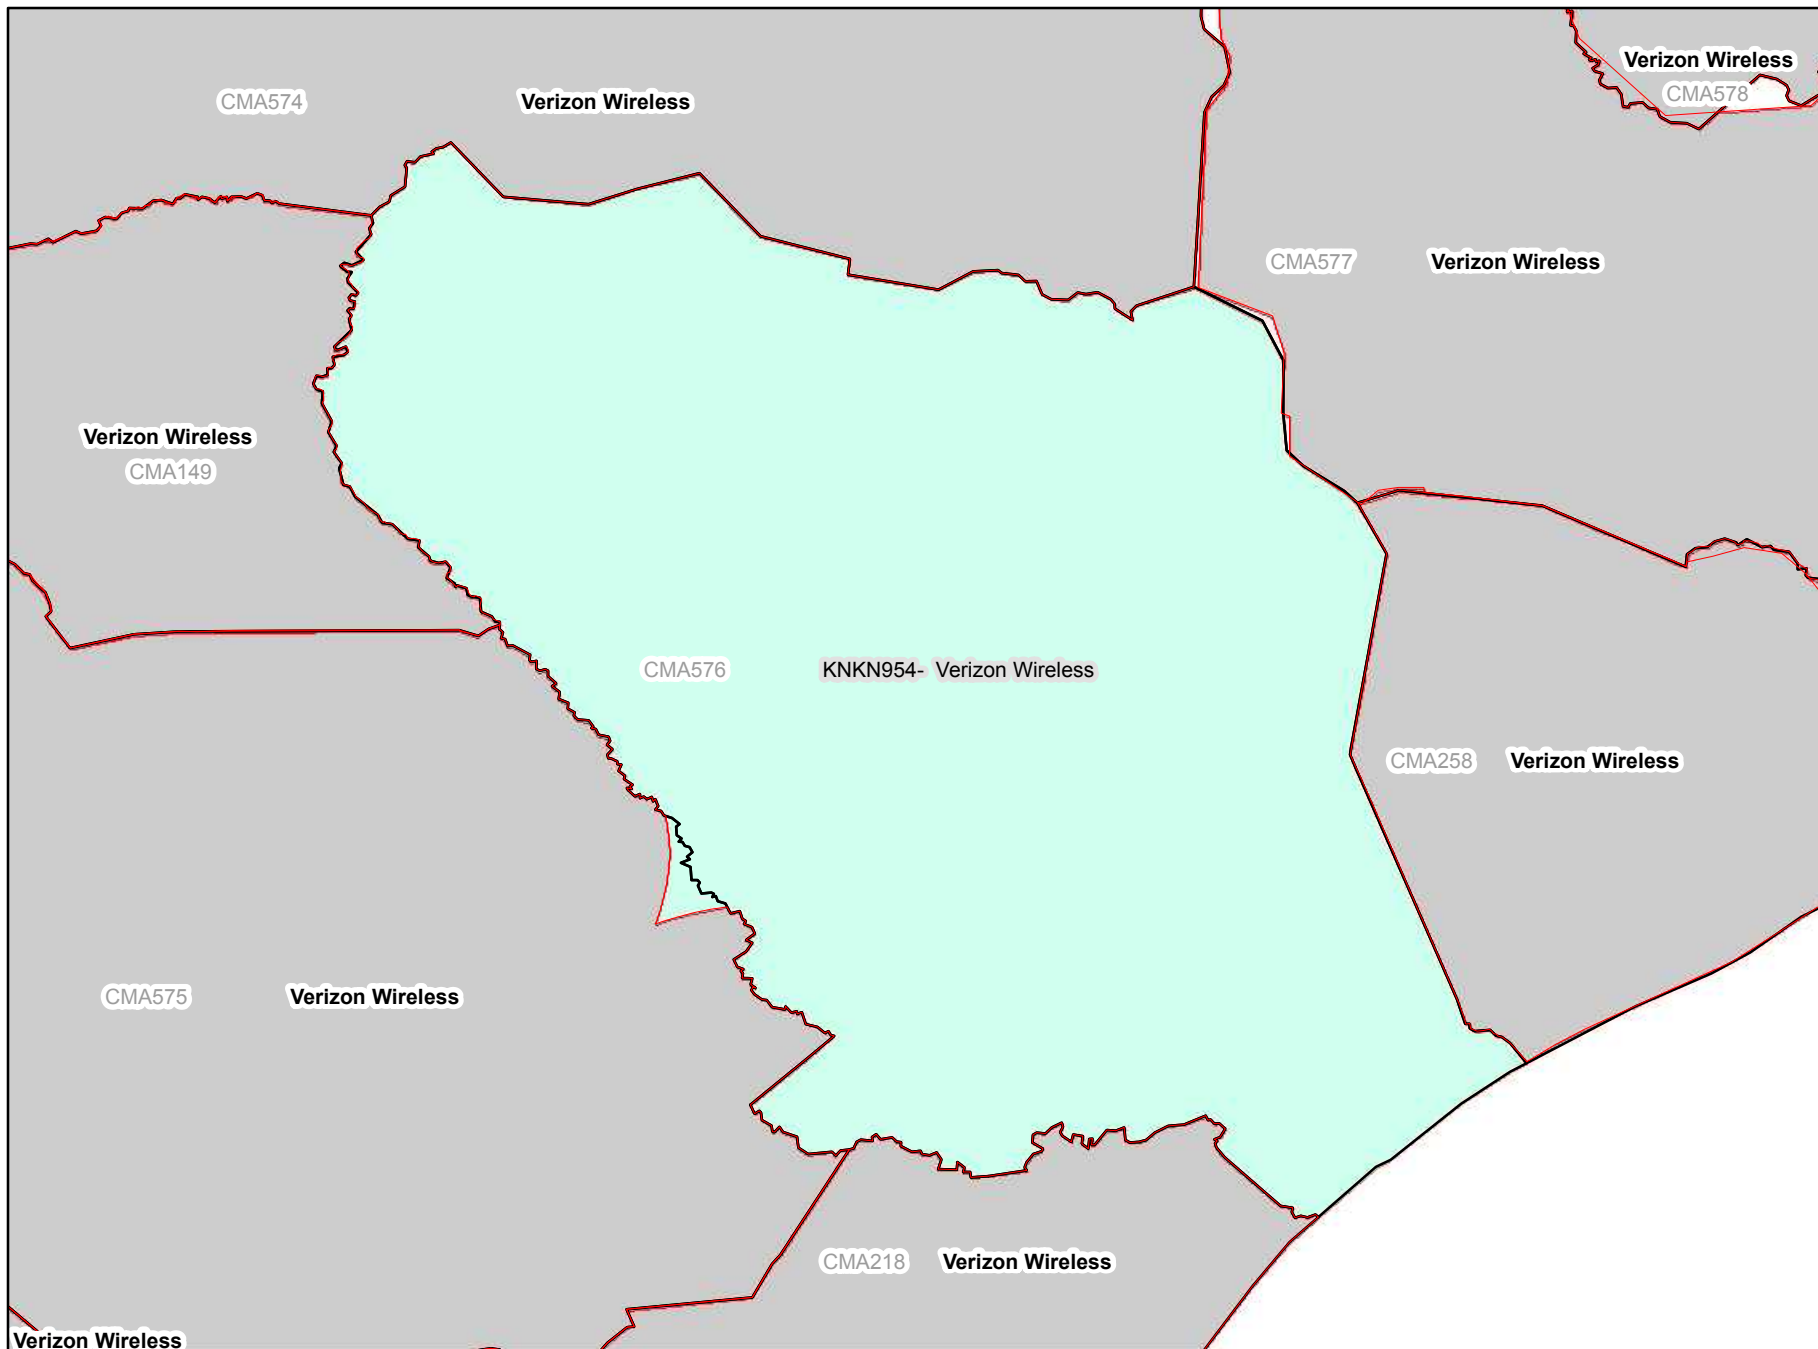 Verizon Wireless
CMA578
CMA574 Verizon Wireless
CMA577 Verizon Wireless
Verizon Wireless
CMA149
CMA576 KNKN954- Verizon Wireless
CMA258 Verizon Wireless
CMA575 Verizon Wireless
CMA218 Verizon Wireless
Verizon Wireless